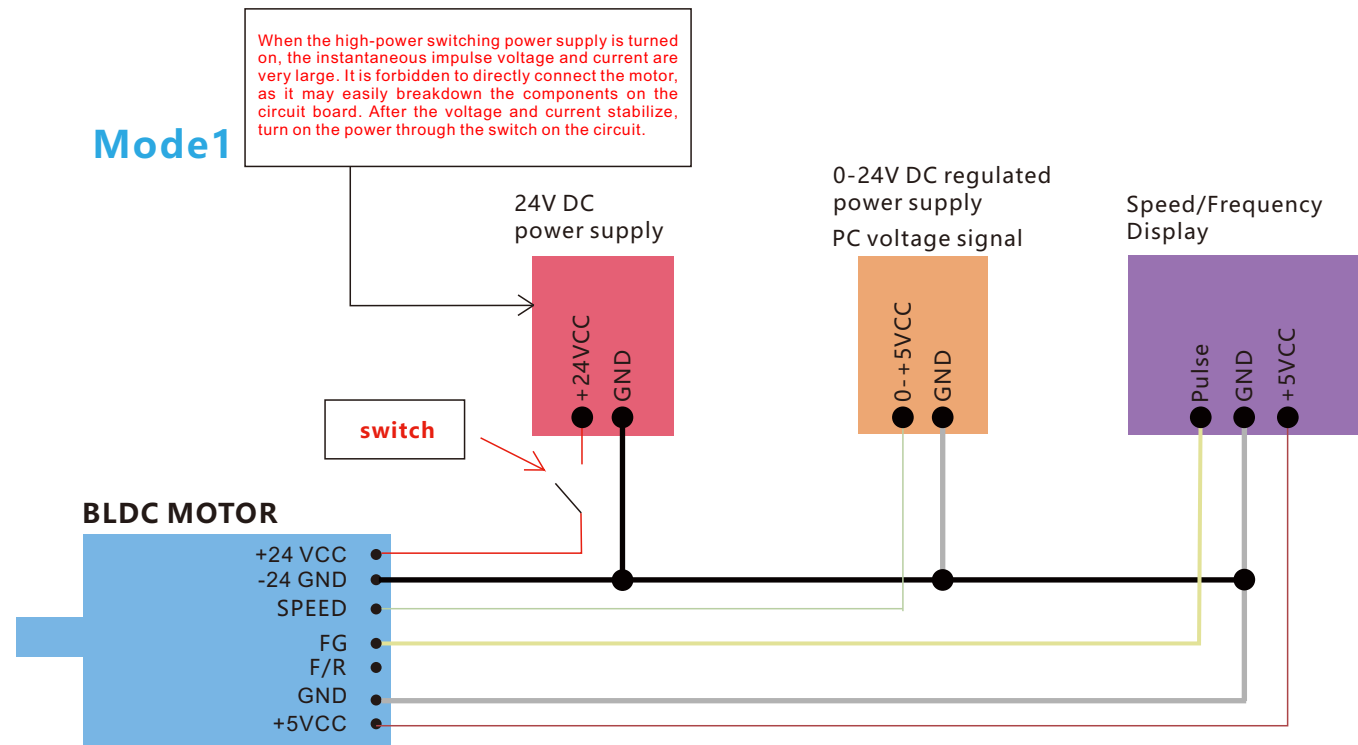 When the high-power switching power supply is turned
on, the instantaneous impulse voltage and current are
very large. It is forbidden to directly connect the motor,
as it may easily breakdown the components on the
circuit board. After the voltage and current stabilize,
turn on the power through the switch on the circuit.
Mode1
24V DC
power supply
0-24V DC regulated
power supply
PC voltage signal
Speed/Frequency
Display
+24VCC
GND
0-+5VCC
GND
Pulse
GND
+5VCC
switch
BLDC MOTOR
+24 VCC
-24 GND
SPEED
FG
F/R
GND
+5VCC